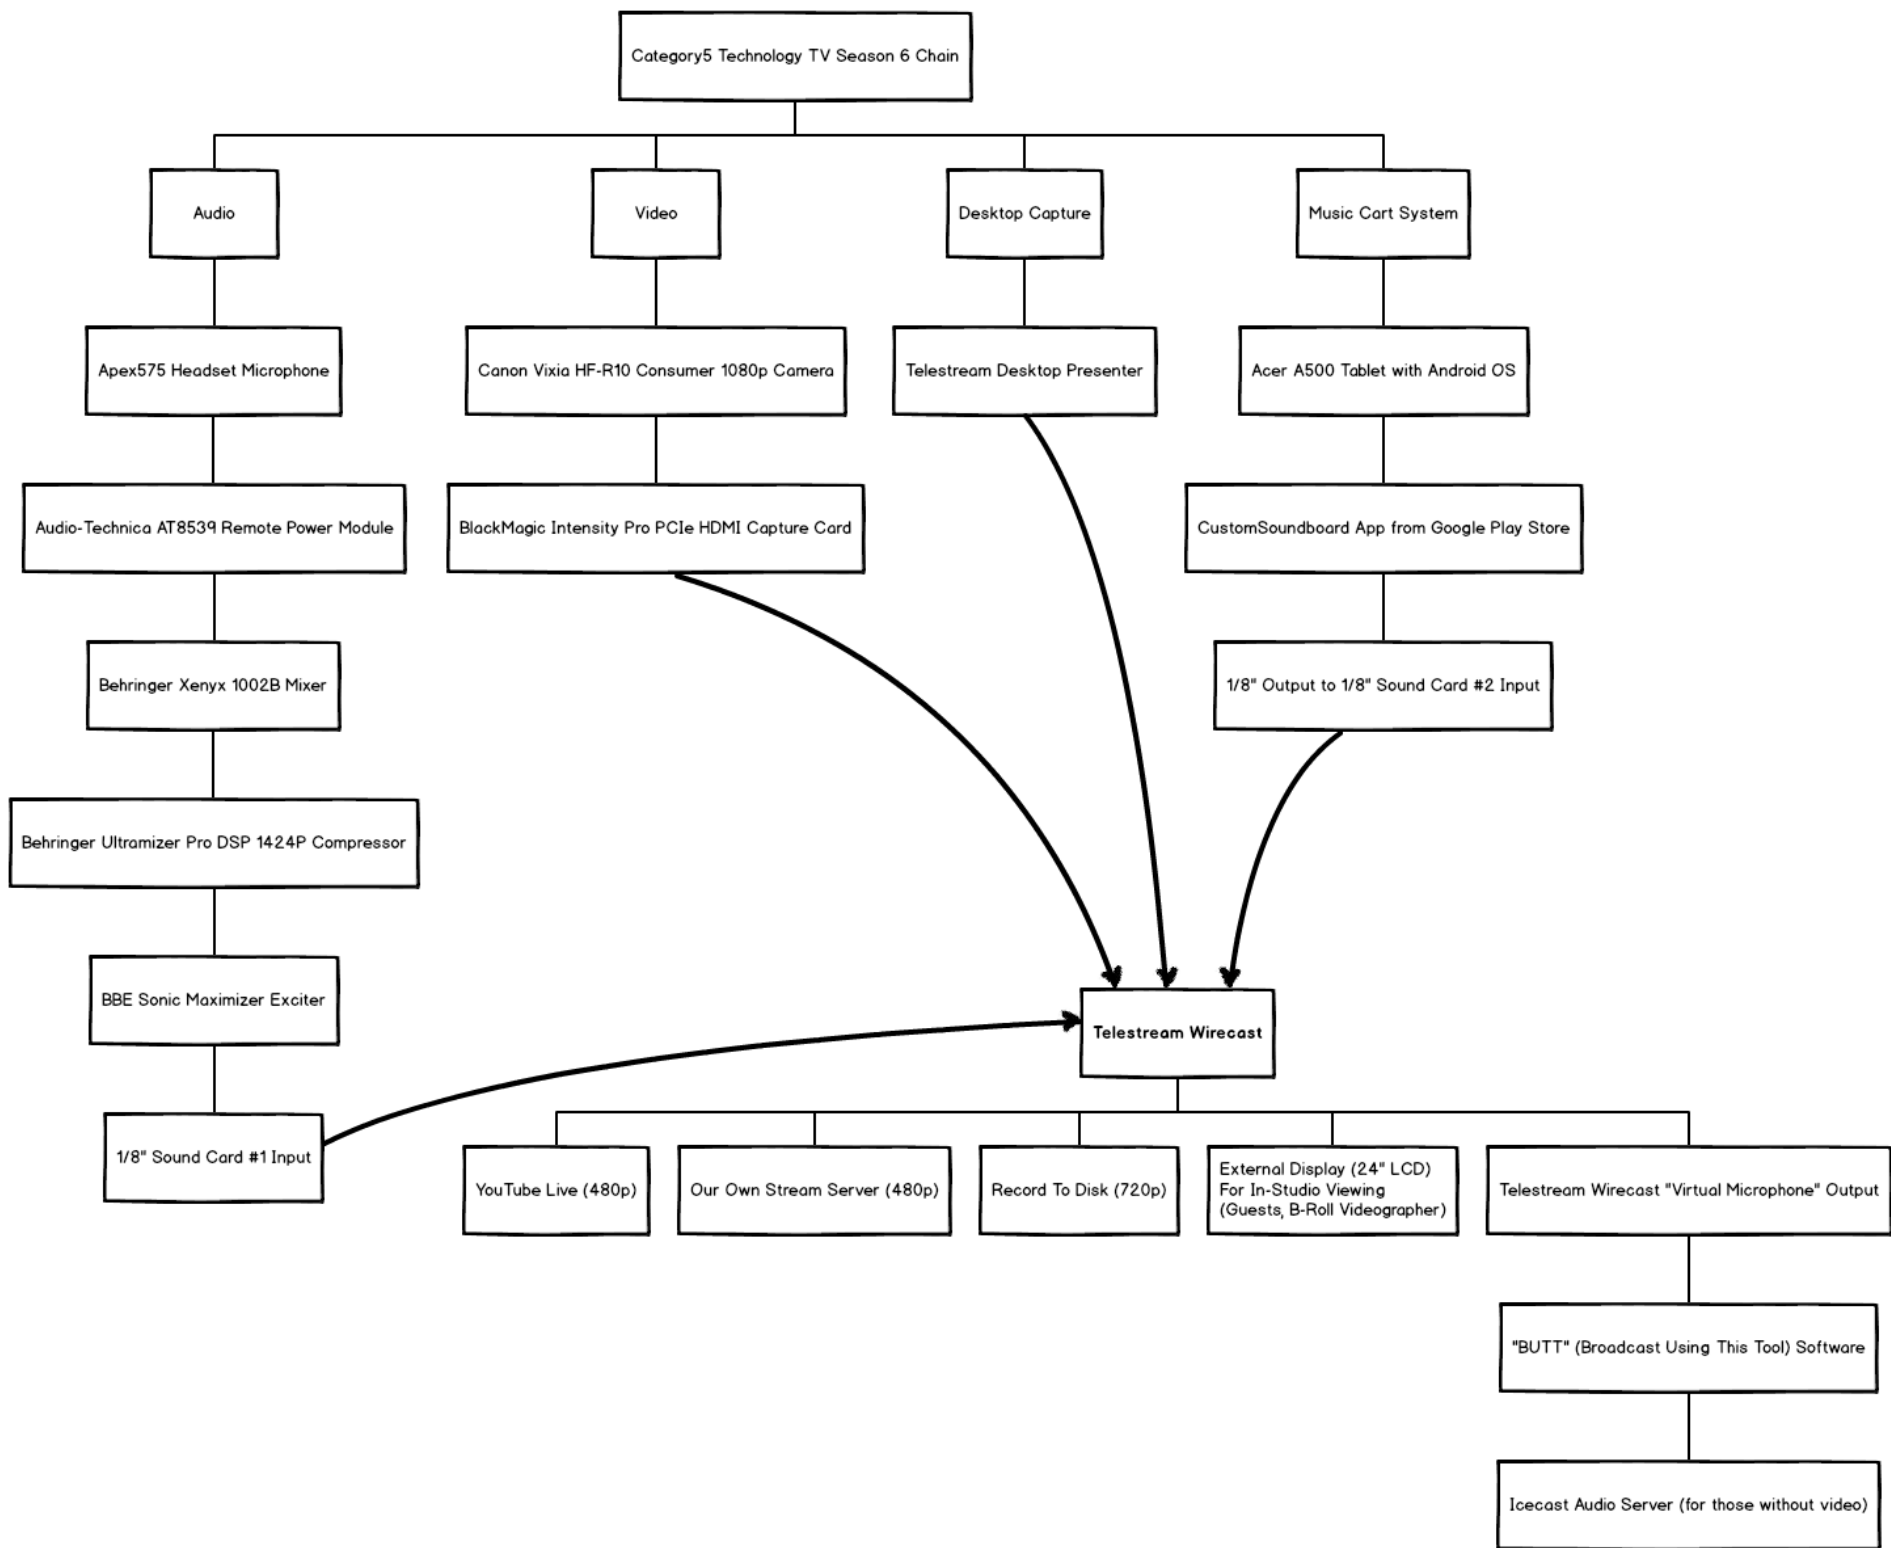 Category5 Technology TV Season 6 Chain
Audio
Video
Desktop Capture
Music Cart System
Apex575 Headset Microphone
Canon Vixia HF-R10 Consumer 1080p Camera
Telestream Desktop Presenter
Acer A500 Tablet with Android OS
Audio-Technica AT8539 Remote Power Module
BlackMagic Intensity Pro PCIe HDMI Capture Card
CustomSoundboard App from Google Play Store
Behringer Xenyx 1002B Mixer
1/8" Output to 1/8" Sound Card #2 Input
Behringer Ultramizer Pro DSP 1424P Compressor
BBE Sonic Maximizer Exciter
Telestream Wirecast
1/8" Sound Card #1 Input
YouTube Live (480p)
Our Own Stream Server (480p)
Record To Disk (720p)
External Display (24" LCD)
For In-Studio Viewing
(Guests, B-Roll Videographer)
Telestream Wirecast "Virtual Microphone" Output
"BUTT" (Broadcast Using This Tool) Software
Icecast Audio Server (for those without video)